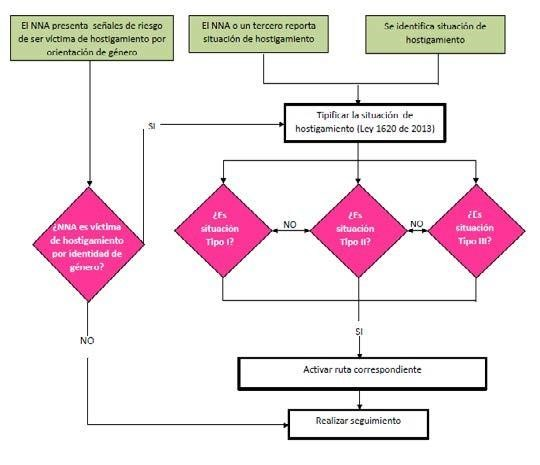 El NNA presenta señales de riesgo
de ser víctima de hostigamiento por
orientación de género
El NNA o un tercero reporta
situación de hostigamiento
Se identifica situación de
hostigamiento
SI
Tipificar la situación de
hostigamiento (Ley 1620 de 2013)
¿NNA es víctima
de hostigamiento
por identidad de
género?
¿Es
situación
Tipo I?
NO
¿Es
situación
Tipo II?
NO
¿Es
situación
Tipo III?
SI
NO
Activar ruta correspondiente
Realizar seguimiento